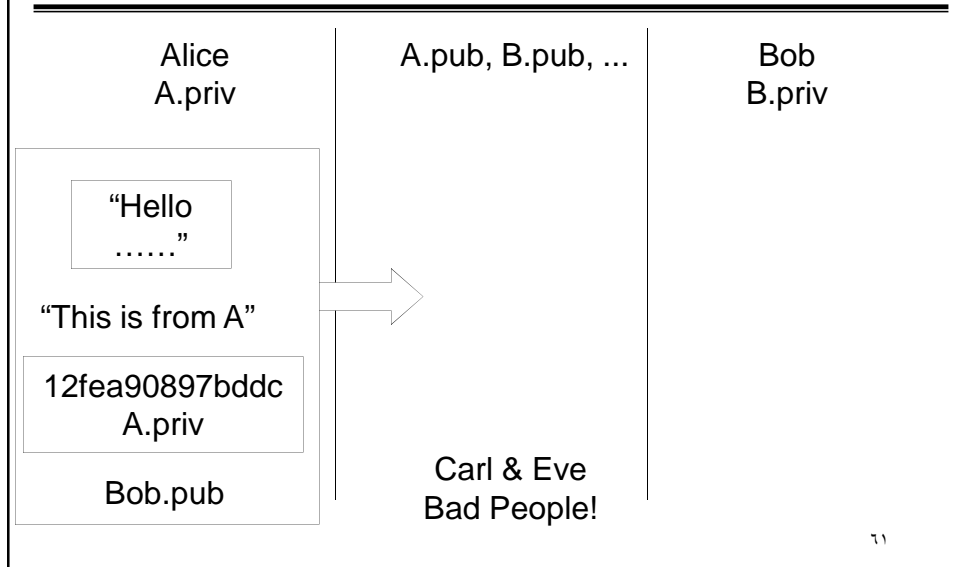 Alice
A.priv
A.pub, B.pub, ...
Bob
B.priv
“Hello
……”
“This is from A”
12fea90897bddc
A.priv
Bob.pub
Carl & Eve
Bad People!
٦١